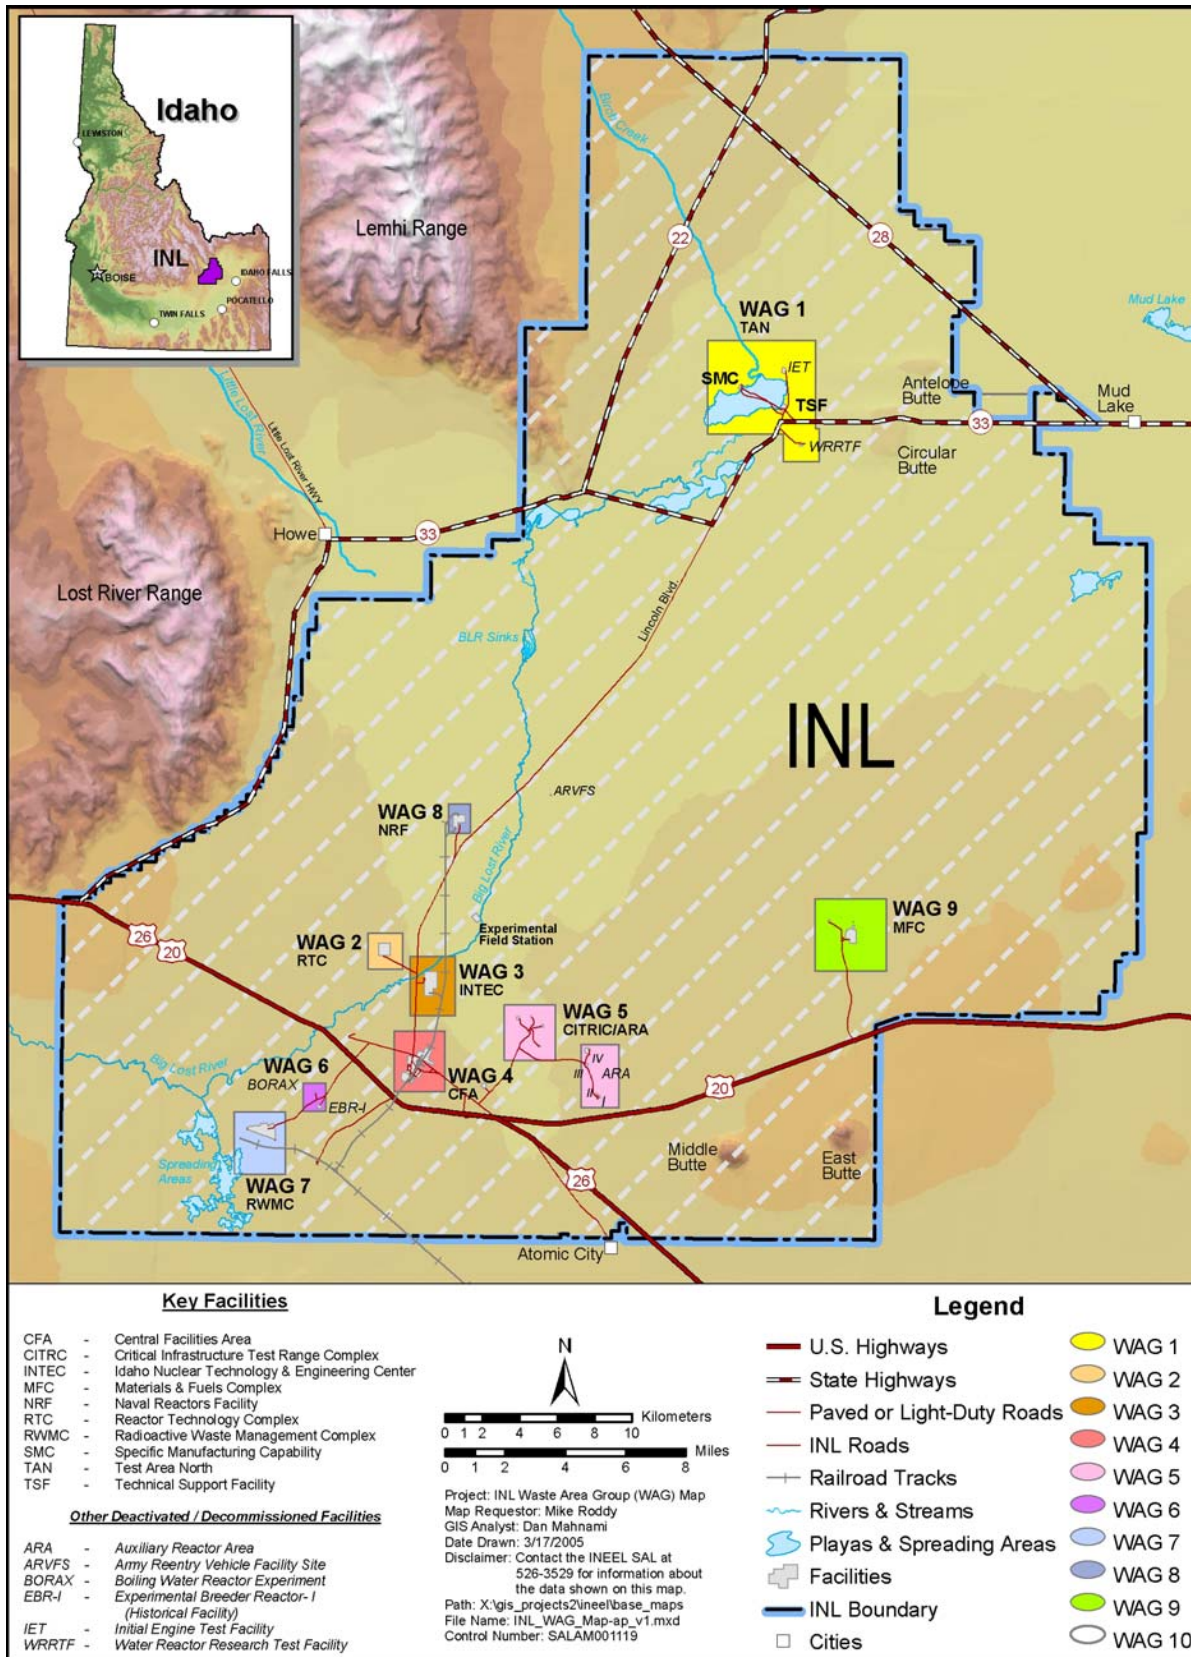 Idaho
LEWISTON
INL
BOISE
IDAHO FALLS
POCATELLO
TWIN FALLS
Lemhi Range
Birch Creek
22
28
WAG 1
TAN
Mud Lake
IET
SMC
TSF
Antelope
Butte
Mud
Lake
33
WRRTF
Circular
Butte
Little Lost River
Little Lost River HWY
Howe
33
Lost River Range
Lincoln Blvd.
BLR Sinks
INL
ARVFS
WAG 8
NRF
Big Lost River
WAG 9
MFC
26
20
Experimental
Field Station
WAG 2
RTC
WAG 3
INTEC
WAG 5
CITRIC/ARA
Big Lost River
IV
III
ARA
II
I
WAG 6
BORAX
EBR-I
WAG 4
CFA
20
Middle
Butte
East
Butte
Spreading
Areas
WAG 7
RWMC
26
Atomic City
Key Facilities
CFA - Central Facilities Area
CITRC - Critical Infrastructure Test Range Complex
INTEC - Idaho Nuclear Technology & Engineering Center
MFC - Materials & Fuels Complex
NRF - Naval Reactors Facility
RTC - Reactor Technology Complex
RWMC - Radioactive Waste Management Complex
SMC - Specific Manufacturing Capability
TAN - Test Area North
TSF - Technical Support Facility
Other Deactivated / Decommissioned Facilities
ARA - Auxiliary Reactor Area
ARVFS - Army Reentry Vehicle Facility Site
BORAX - Boiling Water Reactor Experiment
EBR-I - Experimental Breeder Reactor- I
(Historical Facility)
IET - Initial Engine Test Facility
WRRTF - Water Reactor Research Test Facility
N
Kilometers
0 1 2 4 6 8 10
Miles
0 1 2 4 6 8
Project: INL Waste Area Group (WAG) Map
Map Requestor: Mike Roddy
GIS Analyst: Dan Mahnami
Date Drawn: 3/17/2005
Disclaimer: Contact the INEEL SAL at
526-3529 for information about
the data shown on this map.
Path: X:\gis_projects2\ineel\base_maps
File Name: INL_WAG_Map-ap_v1.mxd
Control Number: SALAM001119
Legend
U.S. Highways
State Highways
Paved or Light-Duty Roads
INL Roads
Railroad Tracks
Rivers & Streams
Playas & Spreading Areas
Facilities
INL Boundary
Cities
WAG 1
WAG 2
WAG 3
WAG 4
WAG 5
WAG 6
WAG 7
WAG 8
WAG 9
WAG 10